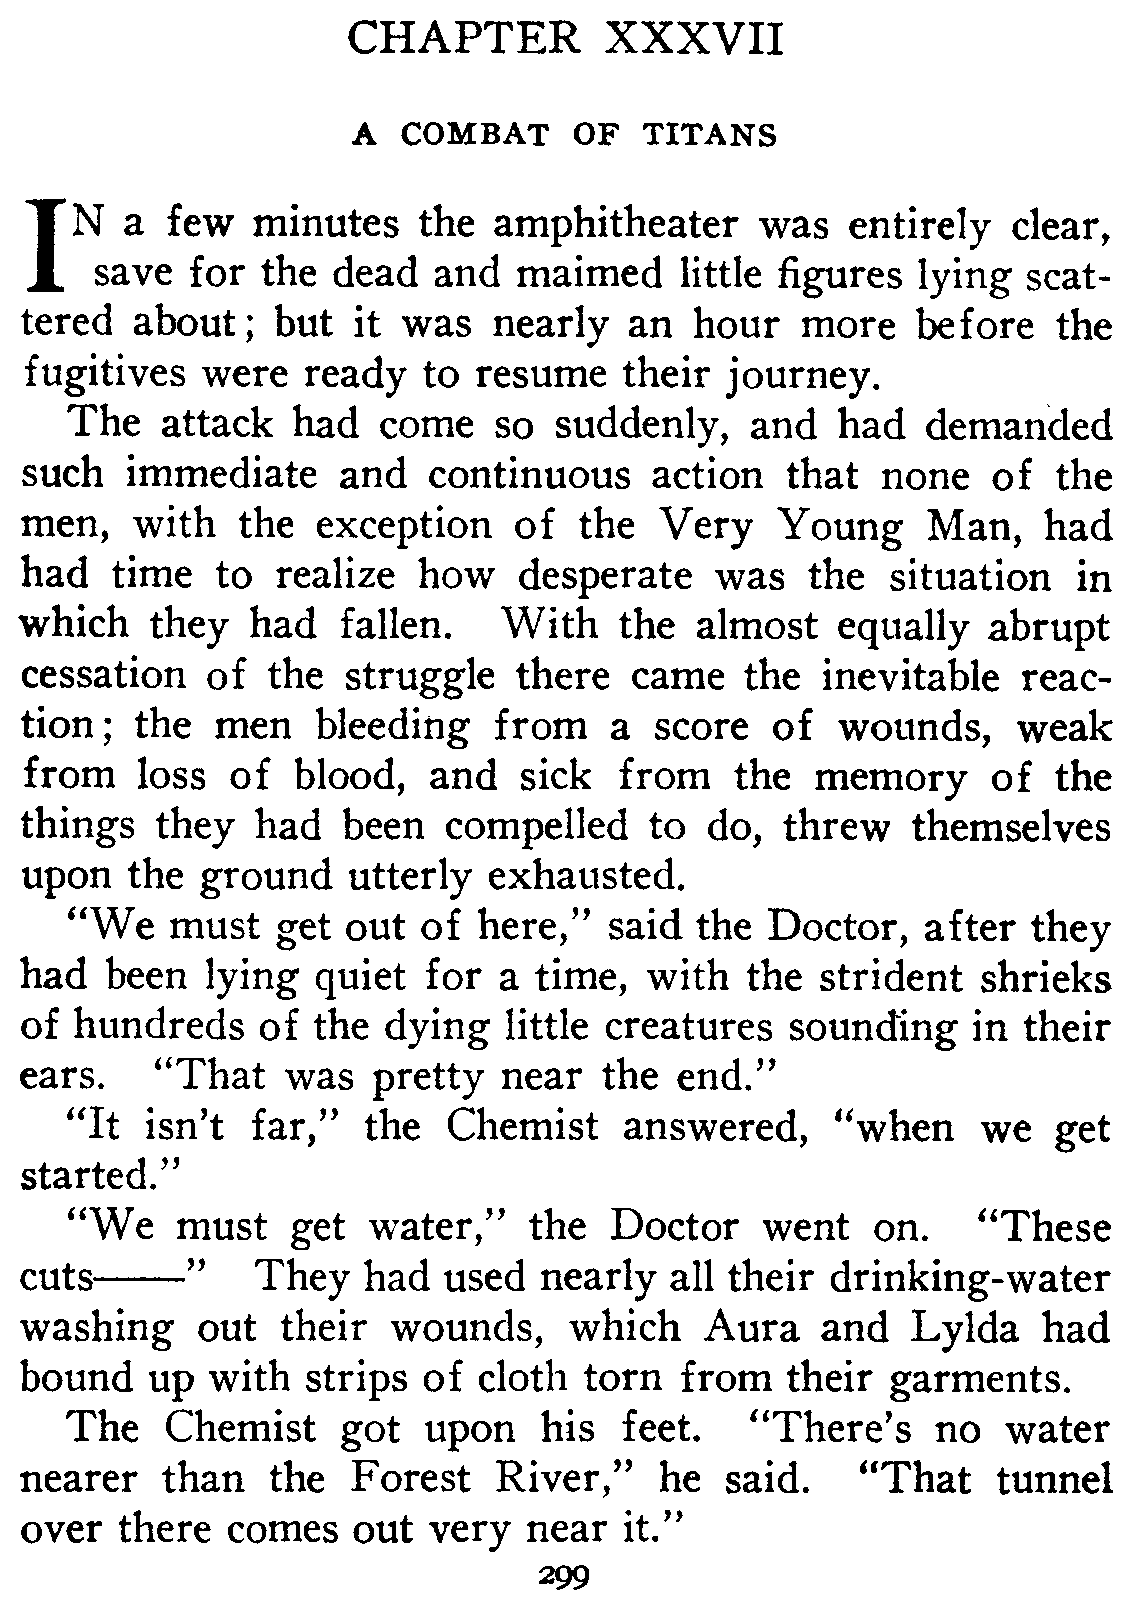 CHAPTER XXXVII
A COMBAT OF TITANS
IN a few minutes the amphitheater was entirely clear,
save for the dead and maimed little figures lying scat-
tered about; but it was nearly an hour more before the
fugitives were ready to resume their journey.
The attack had come so suddenly, and had demanded
such immediate and continuous action that none of the
men, with the exception of the Very Young Man, had
had time to realize how desperate was the situation in
which they had fallen. With the almost equally abrupt
cessation of the struggle there came the inevitable reac-
tion; the men bleeding from a score of wounds, weak
from loss of blood, and sick from the memory of the
things they had been compelled to do, threw themselves
upon the ground utterly exhausted.
"We must get out of here," said the Doctor, after they
had been lying quiet for a time, with the strident shrieks
of hundreds of the dying little creatures sounding in their
ears. "That was pretty near the end."
"It isn't far," the Chemist answered, "when we get
started."
"We must get water," the Doctor went on. "These
cuts——" They had used nearly all their drinking-water
washing out their wounds, which Aura and Lylda had
bound up with strips of cloth torn from their garments.
The Chemist got upon his feet. "There's no water
nearer than the Forest River," he said. "That tunnel
over there comes out very near it."
299